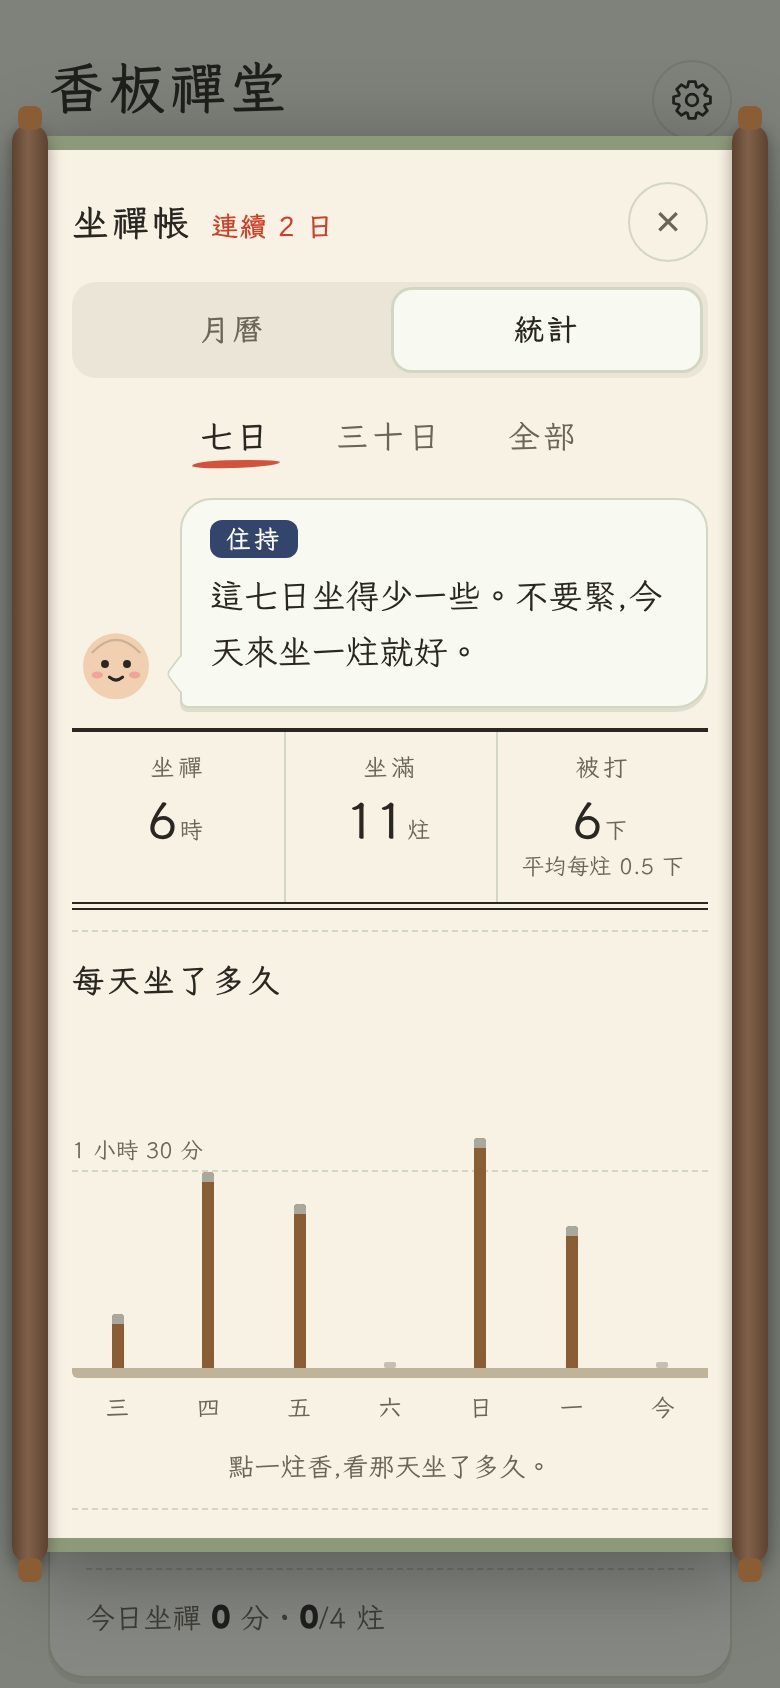 香板禪堂
坐禪帳 連續 2 日
月曆 統計
七日 三十日 全部
住持
這七日坐得少一些。不要緊,今
天來坐一炷就好。
坐禪 坐滿 被打
6時 11炷 6下
平均每炷 0.5 下
每天坐了多久
1 小時 30 分
三 四 五 六 日 一 今
點一炷香,看那天坐了多久。
今日坐禪 0 分・0/4 炷